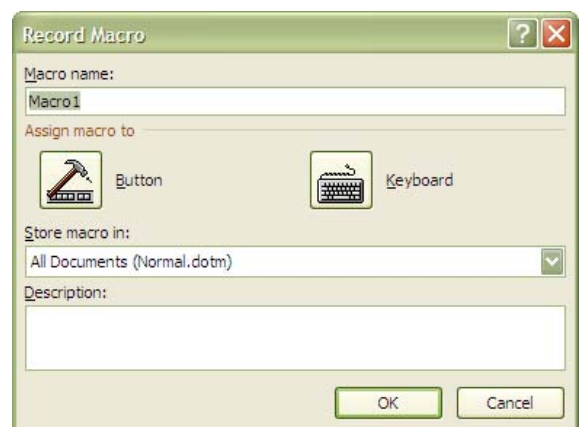 Record Macro
Macro name:
Macro1
Assign macro to
Button Keyboard
Store macro in:
All Documents (Normal.dotm)
Description:
OK Cancel